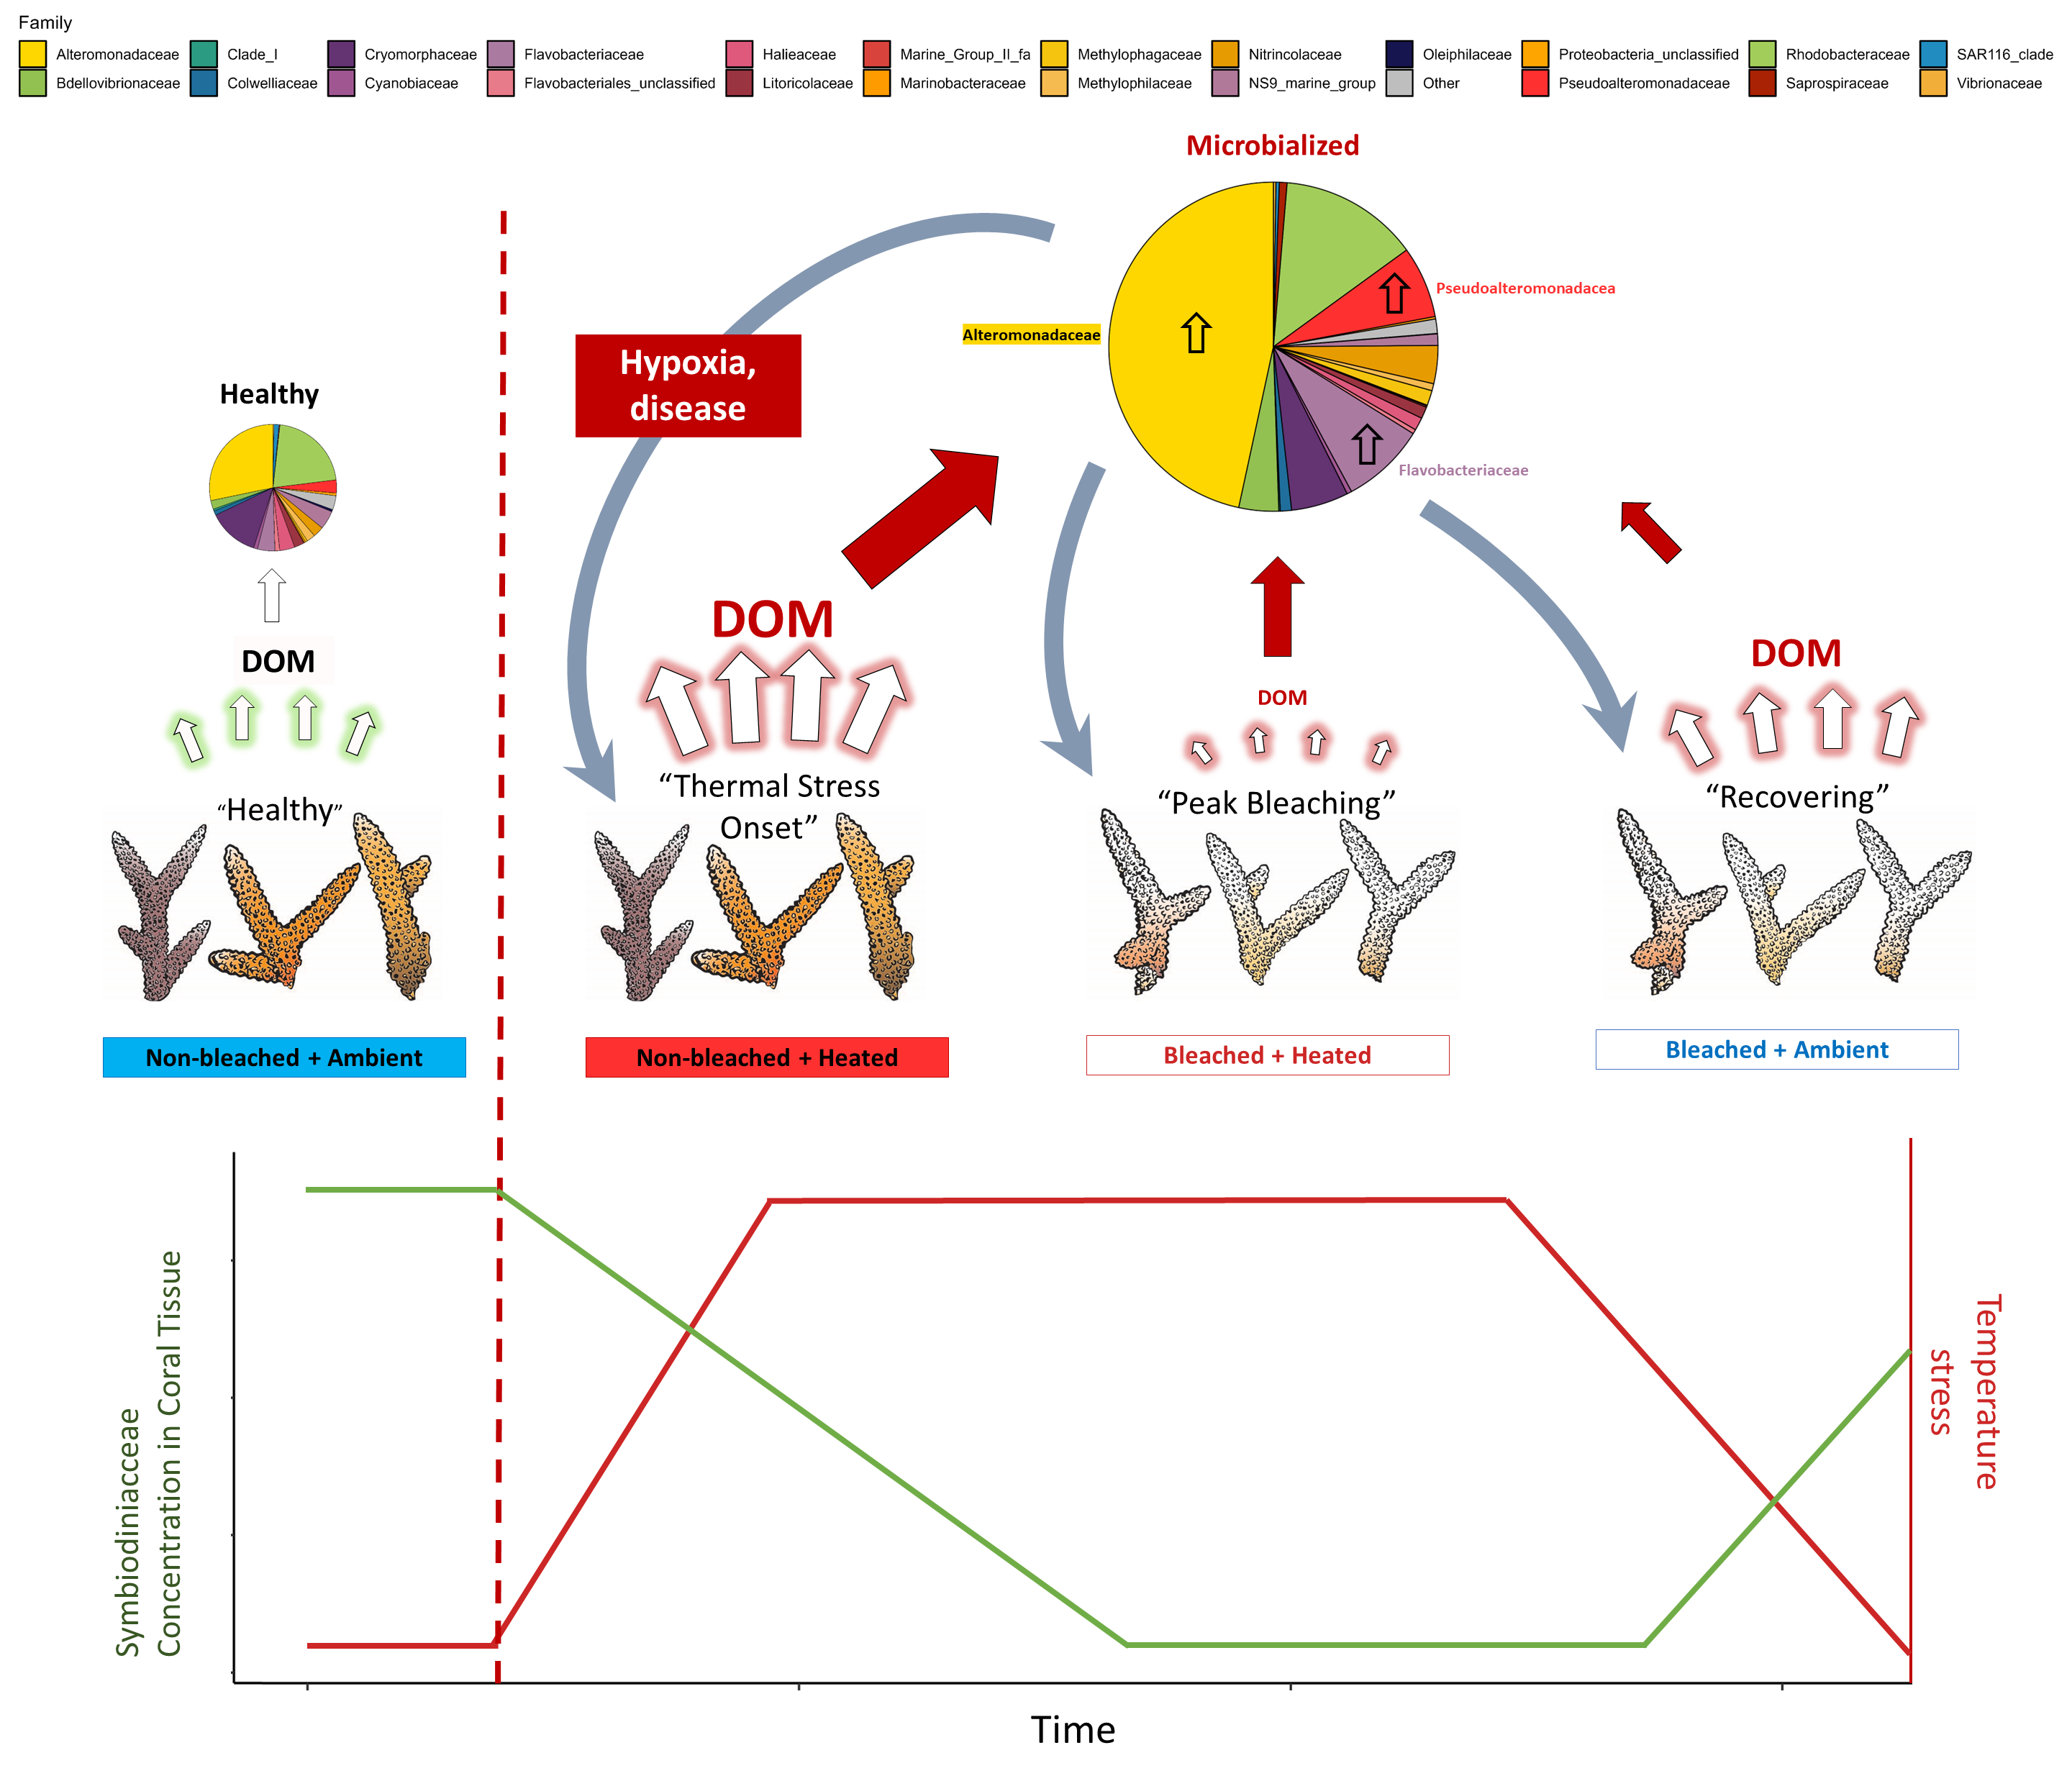 Family
Alteromonadaceae
Clade_I
Cryomorphaceae
Flavobacteriaceae
Halieaceae
Marine_Group_II_fa
Methylophagaceae
Nitrincolaceae
Oleiphilaceae
Proteobacteria_unclassified
Rhodobacteraceae
SAR116_clade
Bdellovibrionaceae
Colwelliaceae
Cyanobiaceae
Flavobacteriales_unclassified
Litoricolaceae
Marinobacteraceae
Methylophilaceae
NS9_marine_group
Other
Pseudoalteromonadaceae
Saprospiraceae
Vibrionaceae
Microbialized
Pseudoalteromonadacea
Alteromonadaceae
Hypoxia,
disease
Healthy
Flavobacteriaceae
DOM
DOM
DOM
DOM
“Healthy”
“Thermal Stress
Onset”
“Peak Bleaching”
“Recovering”
Non-bleached + Ambient
Non-bleached + Heated
Bleached + Heated
Bleached + Ambient
Symbiodiniacceae
Concentration in Coral Tissue
Temperature
stress
Time